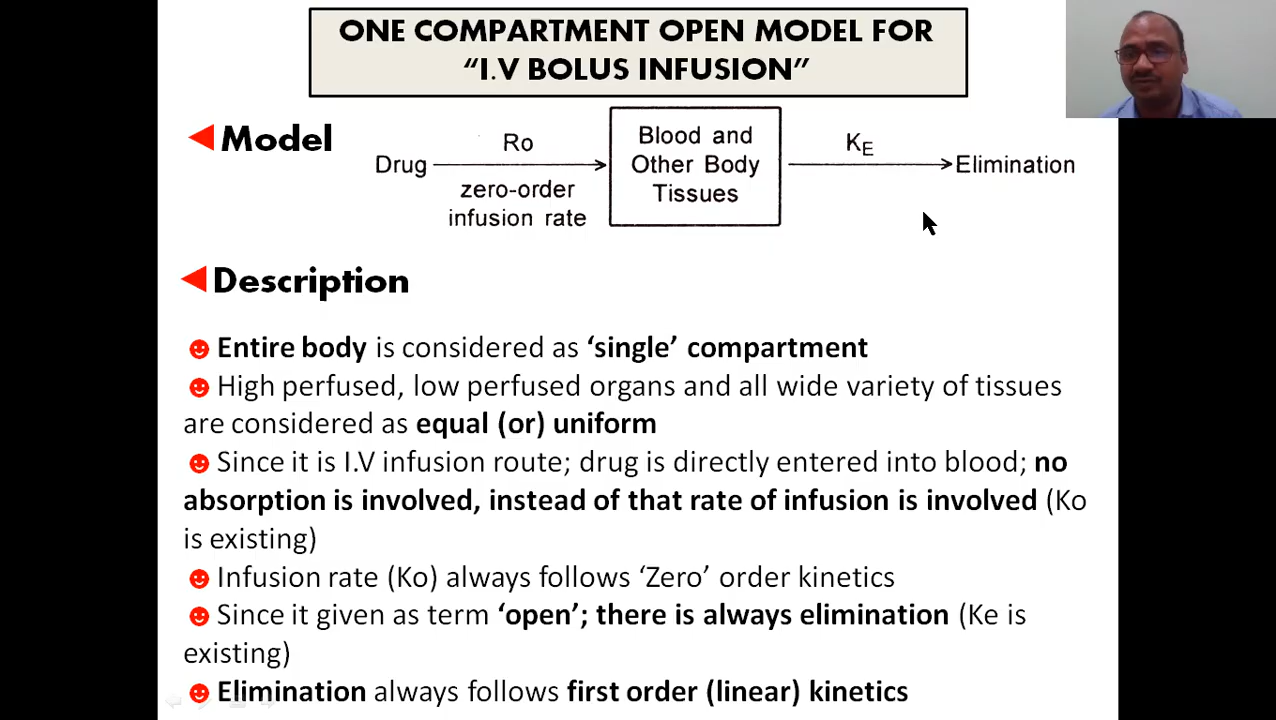 ONE COMPARTMENT OPEN MODEL FOR
“I.V BOLUS INFUSION”
Model
Drug
Ro
zero-order
infusion rate
Blood and
Other Body
Tissues
KE
Elimination
Description
Entire body is considered as ‘single’ compartment
High perfused, low perfused organs and all wide variety of tissues
are considered as equal (or) uniform
Since it is I.V infusion route; drug is directly entered into blood; no
absorption is involved, instead of that rate of infusion is involved (Ko
is existing)
Infusion rate (Ko) always follows ‘Zero’ order kinetics
Since it given as term ‘open’; there is always elimination (Ke is
existing)
Elimination always follows first order (linear) kinetics